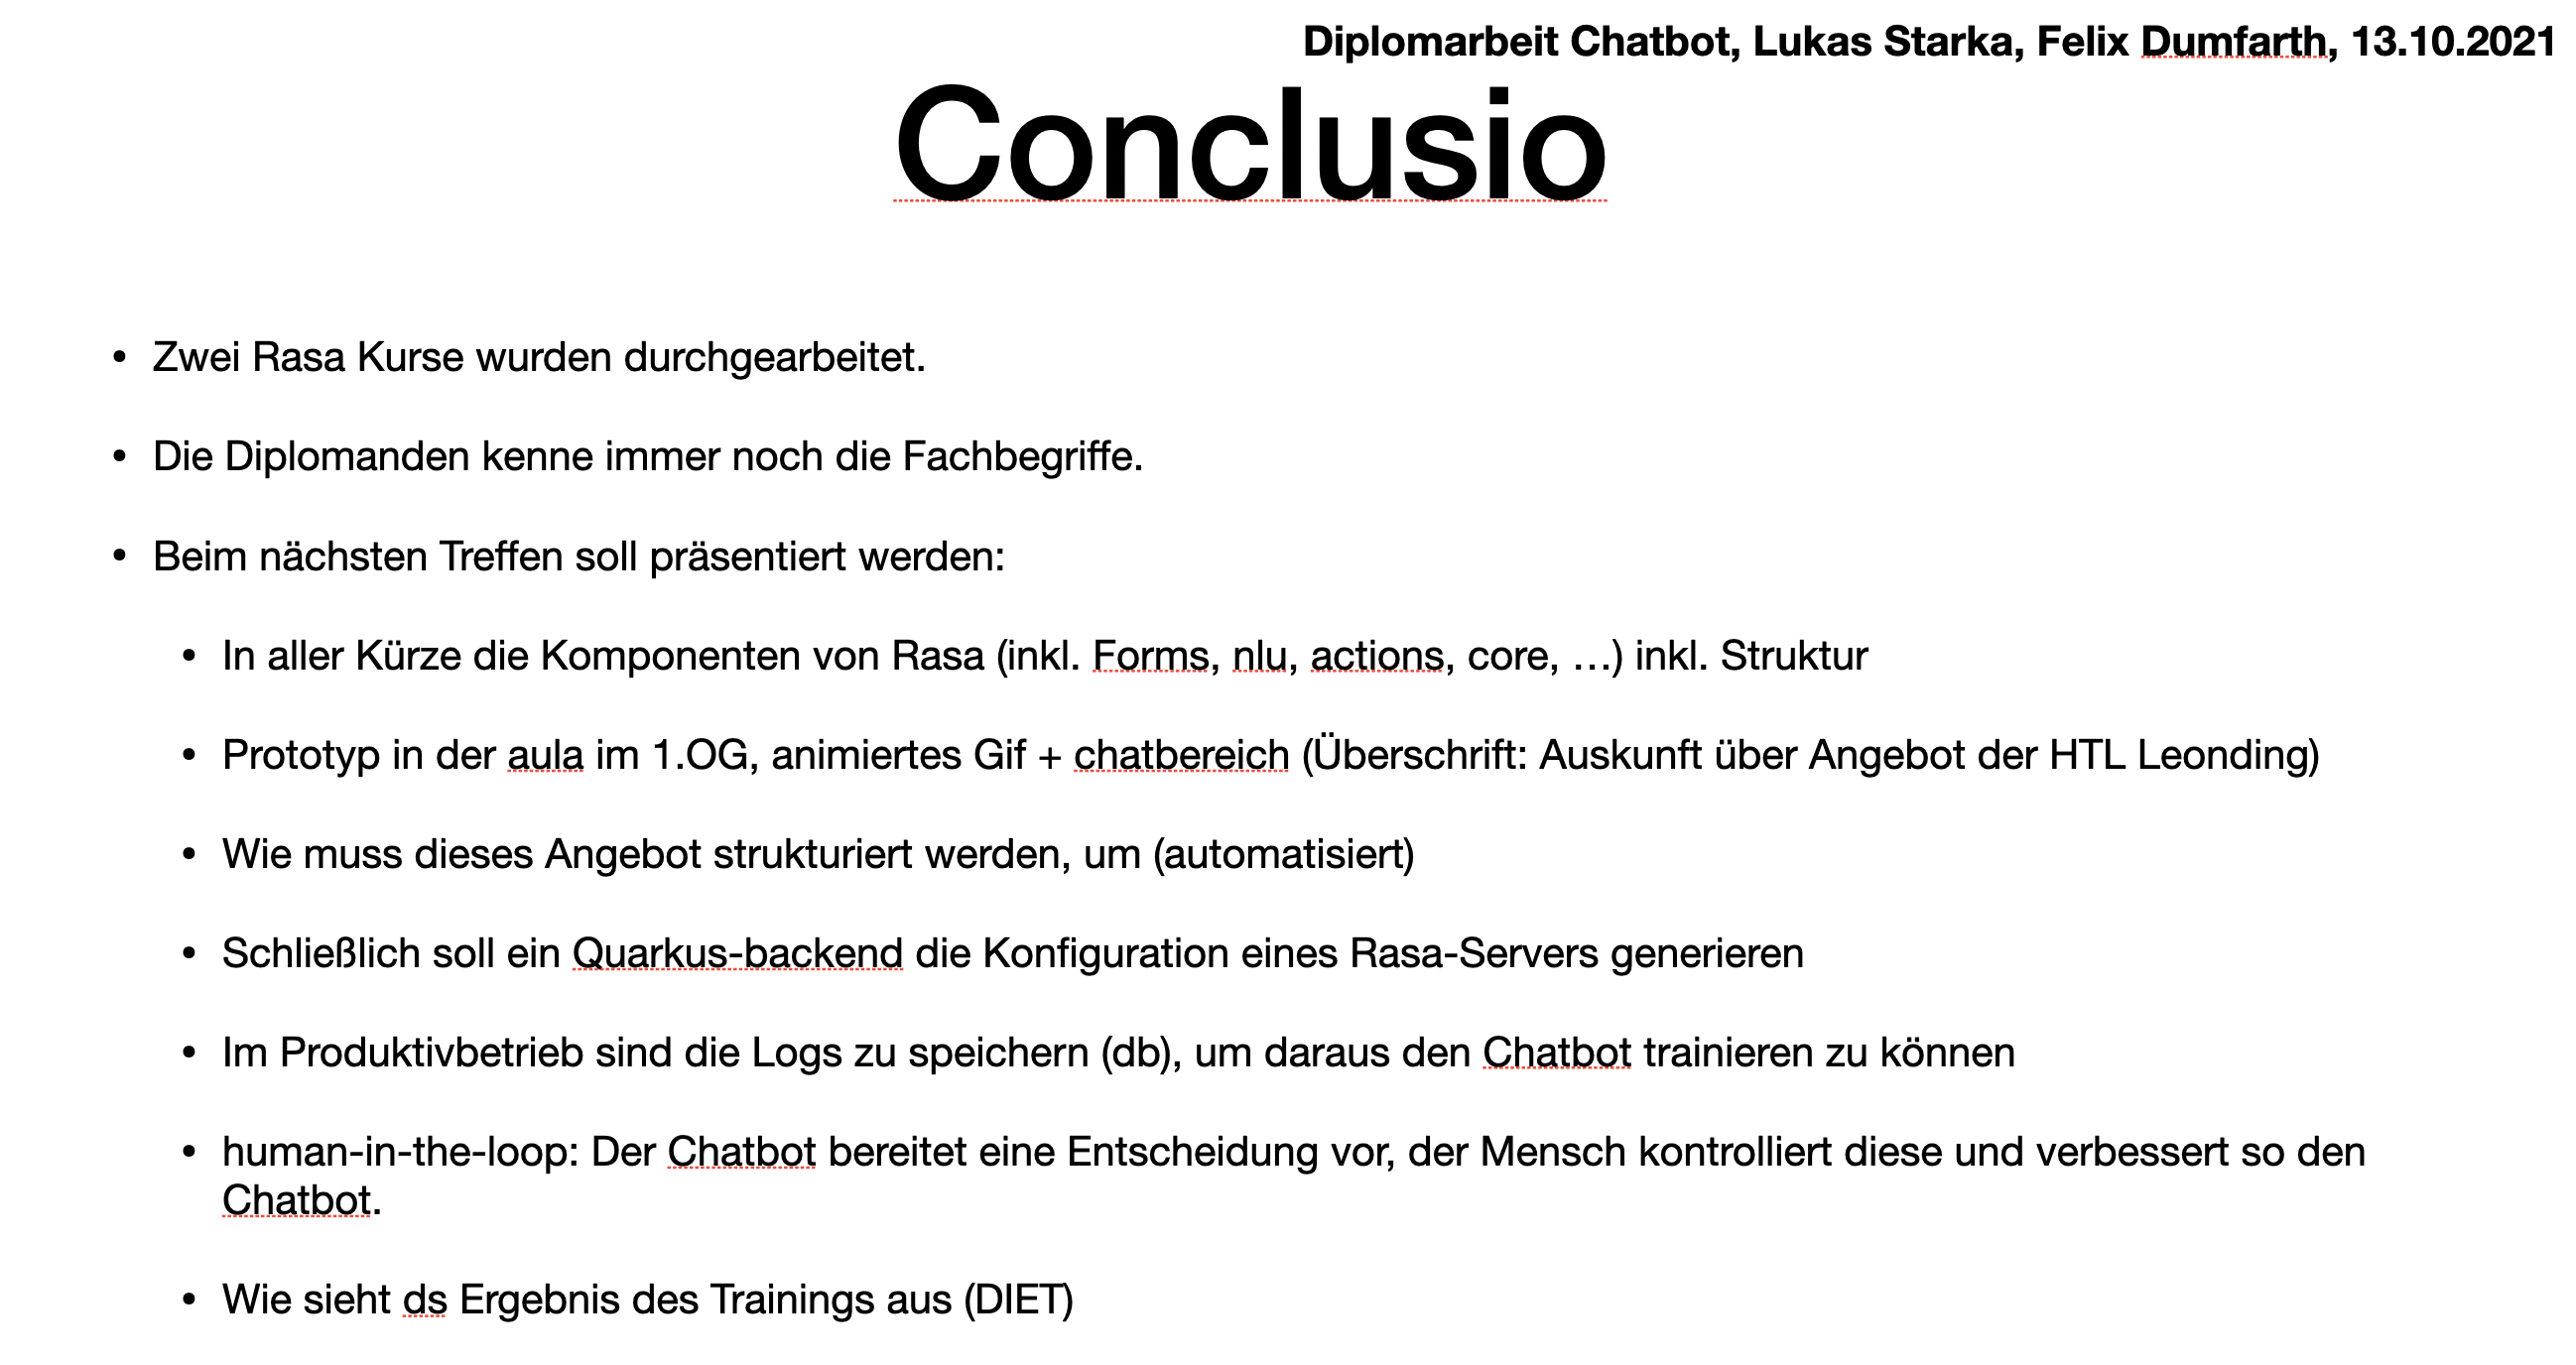 Diplomarbeit Chatbot, Lukas Starka, Felix Dumfarth, 13.10.2021
Conclusio
• Zwei Rasa Kurse wurden durchgearbeitet.
• Die Diplomanden kenne immer noch die Fachbegriffe.
• Beim nächsten Treffen soll präsentiert werden:
• In aller Kürze die Komponenten von Rasa (inkl. Forms, nlu, actions, core, …) inkl. Struktur
• Prototyp in der aula im 1.OG, animiertes Gif + chatbereich (Überschrift: Auskunft über Angebot der HTL Leonding)
• Wie muss dieses Angebot strukturiert werden, um (automatisiert)
• Schließlich soll ein Quarkus-backend die Konfiguration eines Rasa-Servers generieren
• Im Produktivbetrieb sind die Logs zu speichern (db), um daraus den Chatbot trainieren zu können
• human-in-the-loop: Der Chatbot bereitet eine Entscheidung vor, der Mensch kontrolliert diese und verbessert so den
Chatbot.
• Wie sieht ds Ergebnis des Trainings aus (DIET)